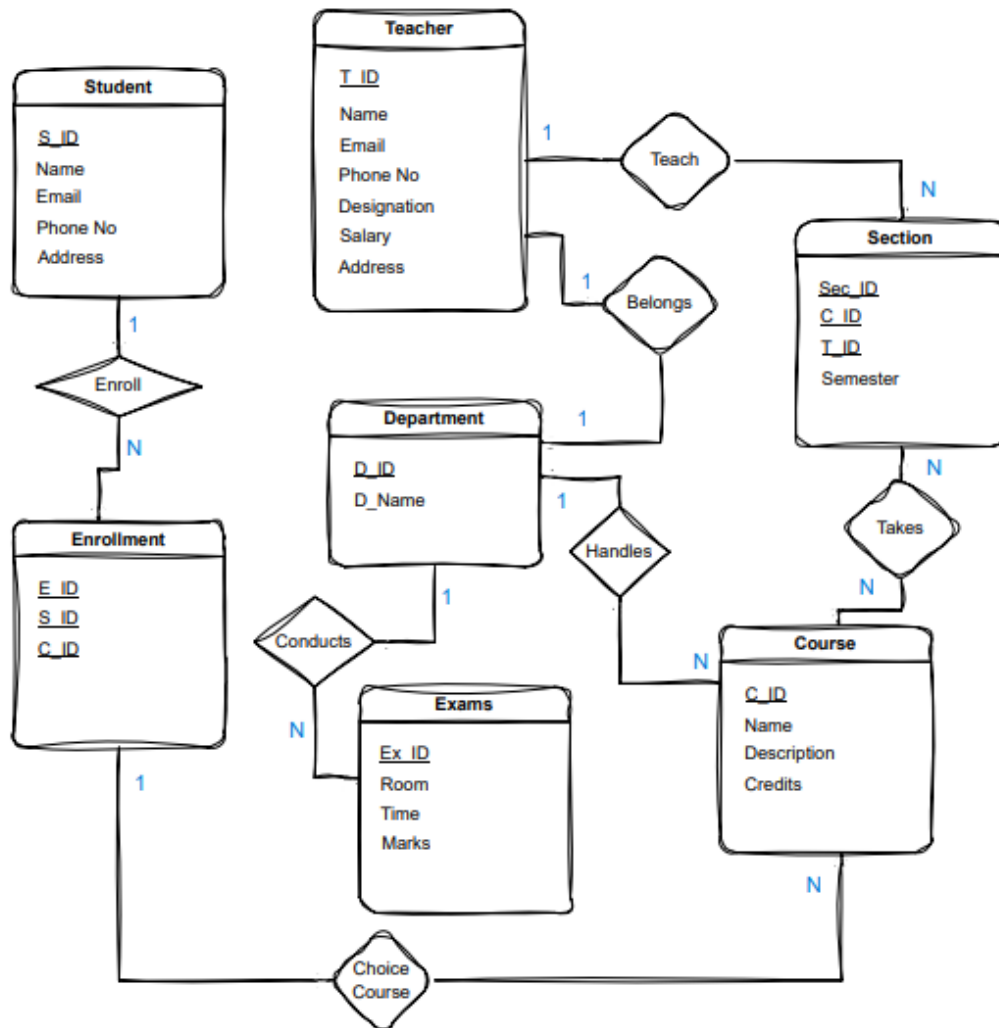 Teacher
T_ID
Name
Email
Phone No
Designation
Salary
Address
Student
S_ID
Name
Email
Phone No
Address
1
Teach
N
Section
Sec_ID
C_ID
T_ID
Semester
1
Belongs
1
1
Enroll
N
Department
D_ID
D_Name
1
Handles
N
N
Takes
N
Enrollment
E_ID
S_ID
C_ID
1
Conducts
N
Course
C_ID
Name
Description
Credits
Exams
Ex_ID
Room
Time
Marks
1
N
Choice
Course